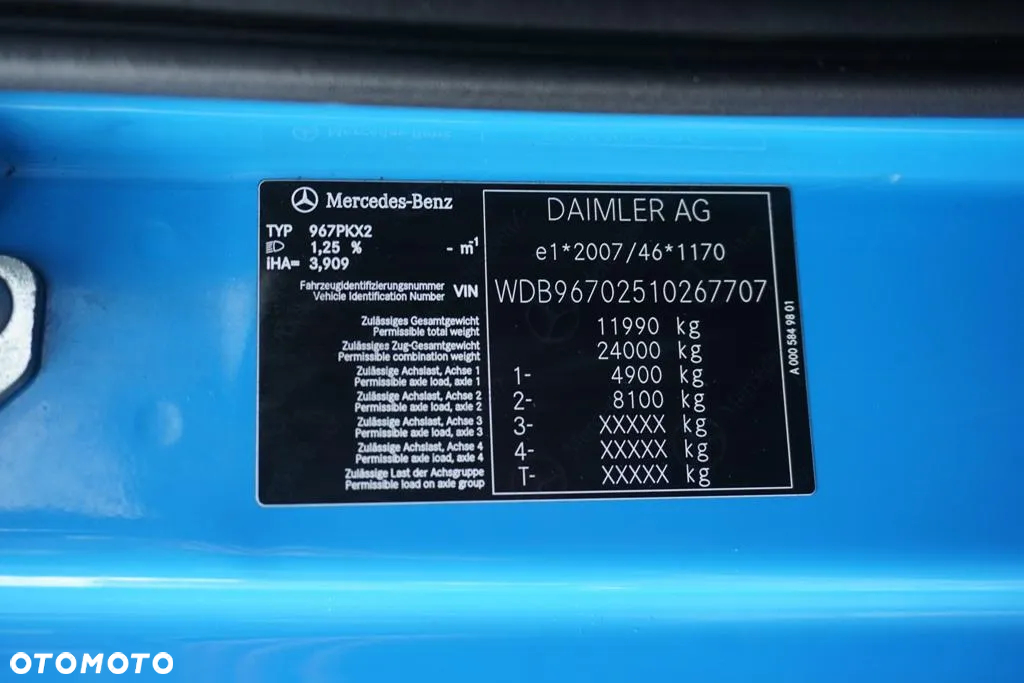 Mercedes-Benz
TYP 967PKX2
1,25 % - m⁻¹
iHA= 3,909
DAIMLER AG
e1*2007/46*1170
Fahrzeugidentifizierungsnummer
Vehicle Identification Number VIN WDB96702510267707
Zulässiges Gesamtgewicht
Permissible total weight 11990 kg
Zulässiges Zug-Gesamtgewicht
Permissible combination weight 24000 kg
Zulässige Achslast, Achse 1
Permissible axle load, axle 1 1- 4900 kg
Zulässige Achslast, Achse 2
Permissible axle load, axle 2 2- 8100 kg
Zulässige Achslast, Achse 3
Permissible axle load, axle 3 3- XXXXX kg
Zulässige Achslast, Achse 4
Permissible axle load, axle 4 4- XXXXX kg
Zulässige Last der Achsgruppe
Permissible load on axle group T- XXXXX kg
A 000 584 98 01
OTOMOTO